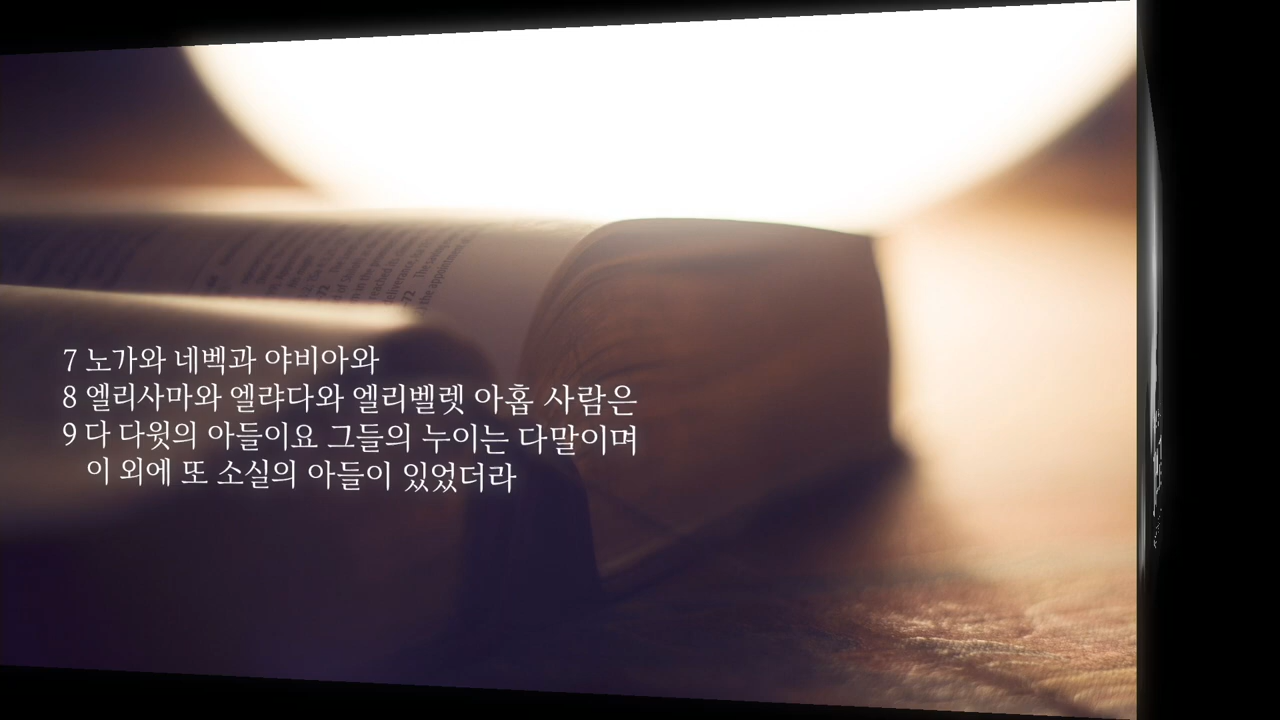 7 노가와 네벡과 야비아와
8 엘리사마와 엘랴다와 엘리벨렛 아홉 사람은
9 다 다윗의 아들이요 그들의 누이는 다말이며
이 외에 또 소실의 아들이 있었더라